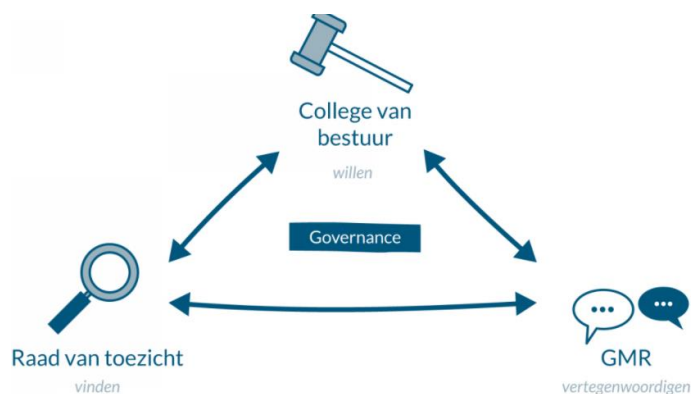 College van
bestuur
willen
Governance
Raad van toezicht
vinden
GMR
vertegenwoordigen